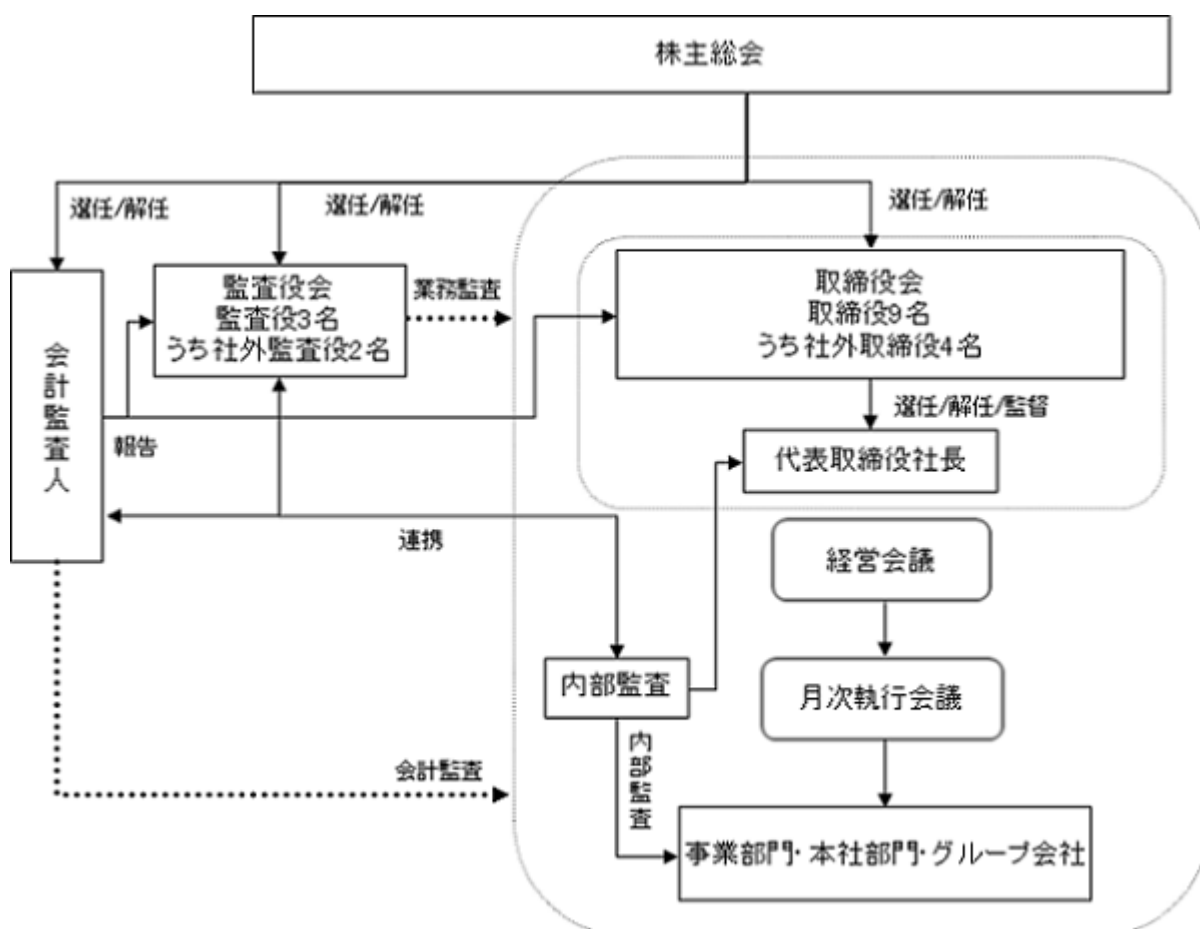 株主総会
選任/解任
選任/解任
選任/解任
監査役会
監査役3名
うち社外監査役2名
業務監査
取締役会
取締役9名
うち社外取締役4名
会計監査人
報告
選任/解任/監督
代表取締役社長
連携
経営会議
内部監査
月次執行会議
内部監査
会計監査
事業部門・本社部門・グループ会社